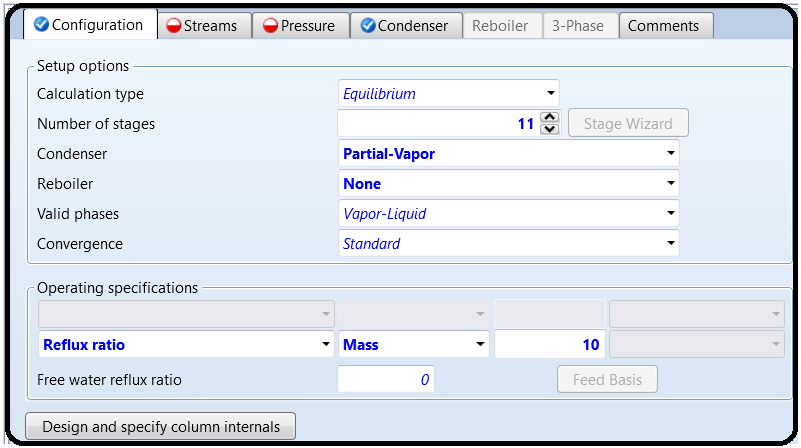 Configuration Streams Pressure Condenser Reboiler 3-Phase Comments
Setup options
Calculation type Equilibrium
Number of stages 11 Stage Wizard
Condenser Partial-Vapor
Reboiler None
Valid phases Vapor-Liquid
Convergence Standard
Operating specifications
Reflux ratio Mass 10
Free water reflux ratio 0 Feed Basis
Design and specify column internals